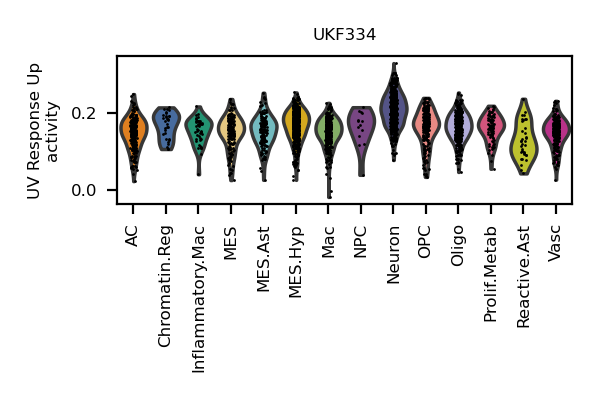 UKF334
UV Response Up
activity
0.2
0.0
AC
Chromatin.Reg
Inflammatory.Mac
MES
MES.Ast
MES.Hyp
Mac
NPC
Neuron
OPC
Oligo
Prolif.Metab
Reactive.Ast
Vasc